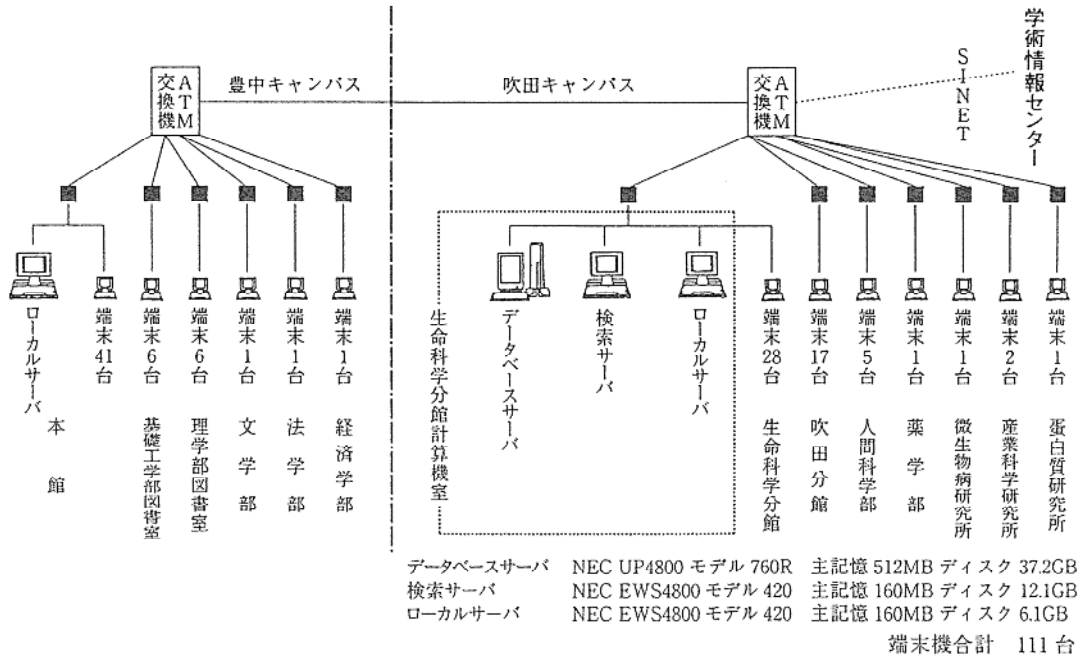 学術情報センター
SINET
ATM交換機
豊中キャンパス
吹田キャンパス
ATM交換機
ローカルサーバ
端末41台
端末6台
端末6台
端末1台
端末1台
端末1台
本館
基礎工学部図書室
理学部図書室
文学部
法学部
経済学部
生命科学分館計算機室
データベースサーバ
検索サーバ
ローカルサーバ
端末28台
端末17台
端末5台
端末1台
端末1台
端末2台
端末1台
生命科学分館
吹田分館
人間科学部
薬学部
微生物病研究所
産業科学研究所
蛋白質研究所
データベースサーバ NEC UP4800 モデル 760R 主記憶 512MB ディスク 37.2GB
検索サーバ NEC EWS4800 モデル 420 主記憶 160MB ディスク 12.1GB
ローカルサーバ NEC EWS4800 モデル 420 主記憶 160MB ディスク 6.1GB
端末機合計 111 台